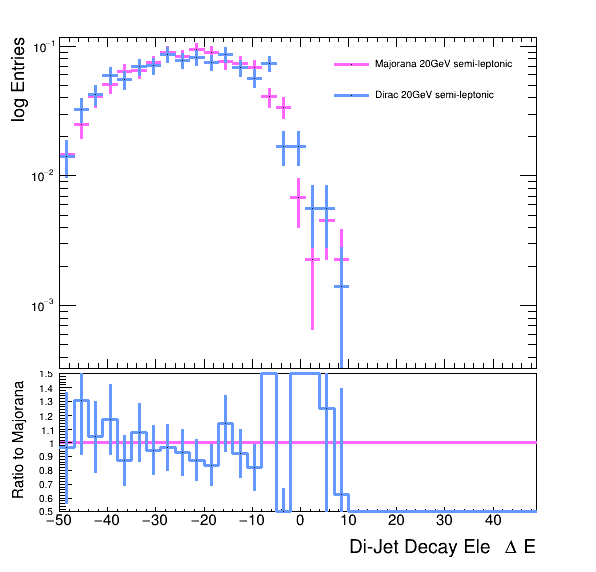 log Entries
10⁻¹
10⁻²
10⁻³
Majorana 20GeV semi-leptonic
Dirac 20GeV semi-leptonic
Ratio to Majorana
1.5
1.4
1.3
1.2
1.1
1
0.9
0.8
0.7
0.6
0.5
−50 −40 −30 −20 −10 0 10 20 30 40
Di-Jet Decay Ele Δ E